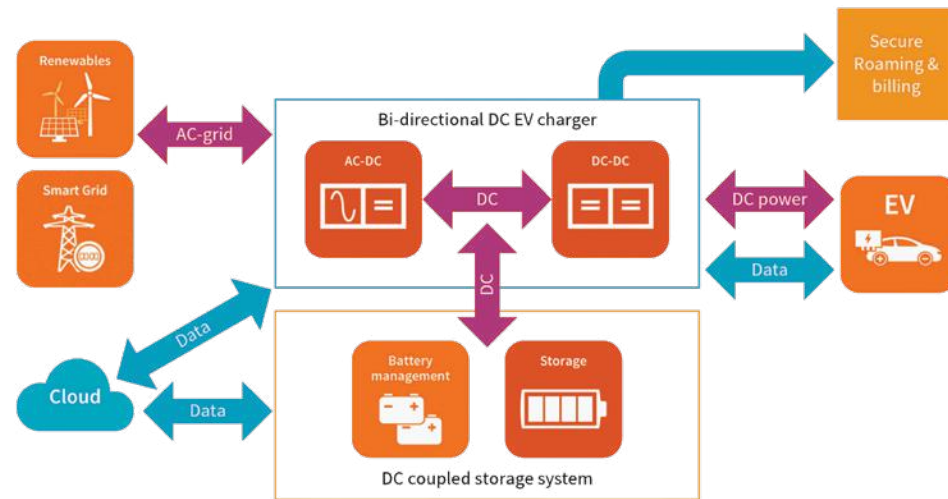 Renewables
AC-grid
Smart Grid
Bi-directional DC EV charger
AC-DC
DC
DC-DC
DC
Secure
Roaming &
billing
DC power
EV
Data
Data
Cloud
Data
Battery
management
Storage
DC coupled storage system